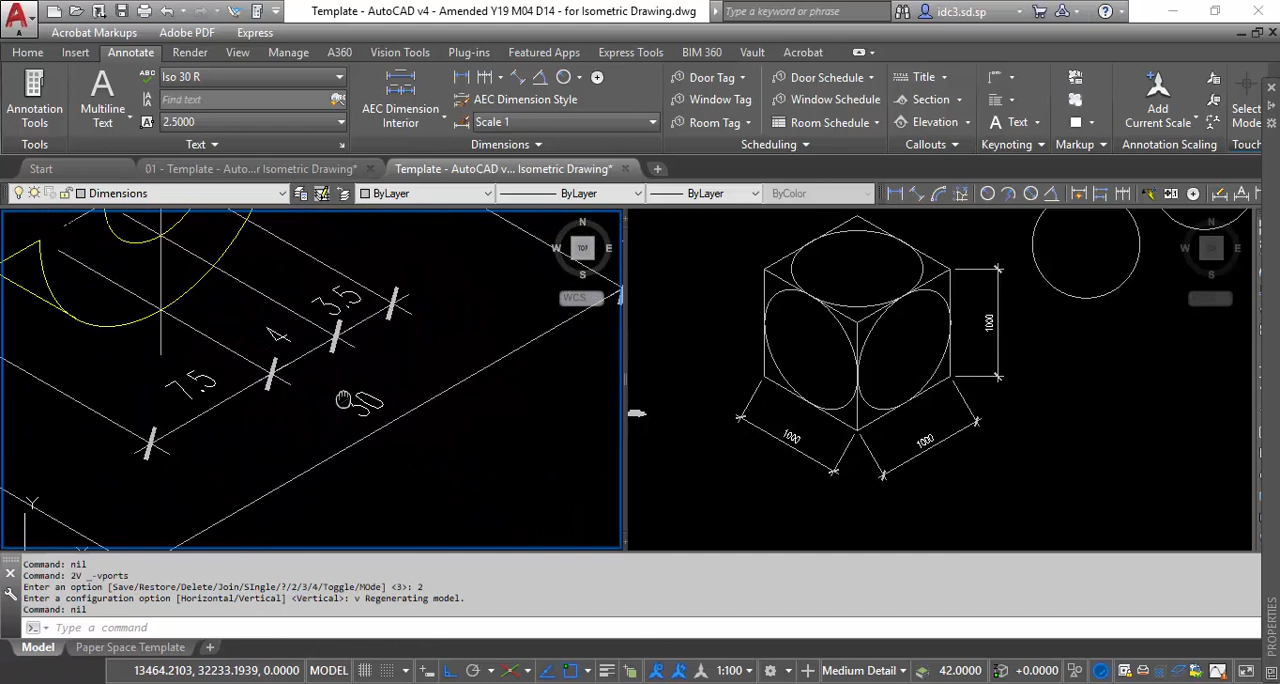 Template - AutoCAD v4 - Amended Y19 M04 D14 - for Isometric Drawing.dwg
Type a keyword or phrase
idc3.sd.sp
Acrobat Markups Adobe PDF Express
Home Insert Annotate Render View Manage A360 Vision Tools Plug-ins Featured Apps Express Tools BIM 360 Vault Acrobat
Annotation Tools
Tools
Multiline Text
Iso 30 R
Find text
2.5000
Text
AEC Dimension Interior
AEC Dimension Style
Scale 1
Dimensions
Door Tag
Window Tag
Room Tag
Door Schedule
Window Schedule
Room Schedule
Scheduling
Title
Section
Elevation
Callouts
Text
Keynoting
Markup
Add Current Scale
Annotation Scaling
Select Mode
Touch
Start
01 - Template - Auto...r Isometric Drawing*
Template - AutoCAD v... Isometric Drawing*
Dimensions
ByLayer
ByLayer
ByLayer
ByColor
N
W TOP E
S
WCS
3.5
4
7.5
50
Y
N
W E
S
1000
1000
1000
Command: nil
Command: 2V _-vports
Enter an option [Save/Restore/Delete/Join/SIngle/?/2/3/4/Toggle/MOde] <3>: 2
Enter a configuration option [Horizontal/Vertical] <Vertical>: v Regenerating model.
Command: nil
Type a command
Model Paper Space Template
13464.2103, 32233.1939, 0.0000 MODEL
1:100
Medium Detail
42.0000
+0.0000
PROPERTIES